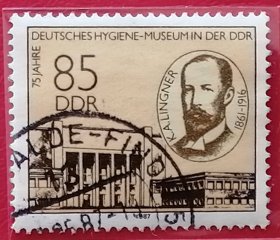 DEUTSCHES HYGIENE-MUSEUM IN DER DDR
75 JAHRE
85
DDR
K.A.LINGNER
1861-1916
1987